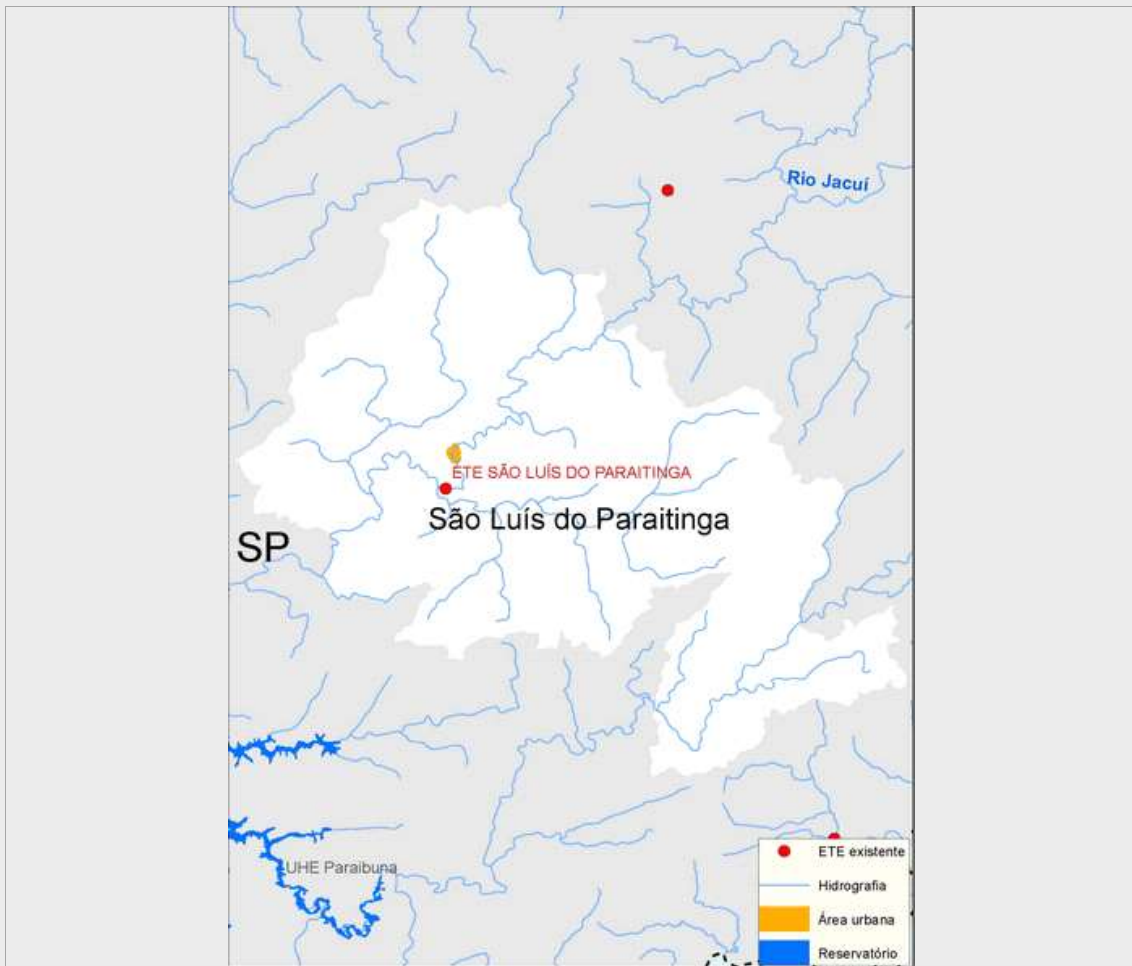 Rio Jacuí
ETE SÃO LUÍS DO PARAITINGA
São Luís do Paraitinga
SP
UHE Paraibuna
ETE existente
Hidrografia
Área urbana
Reservatório